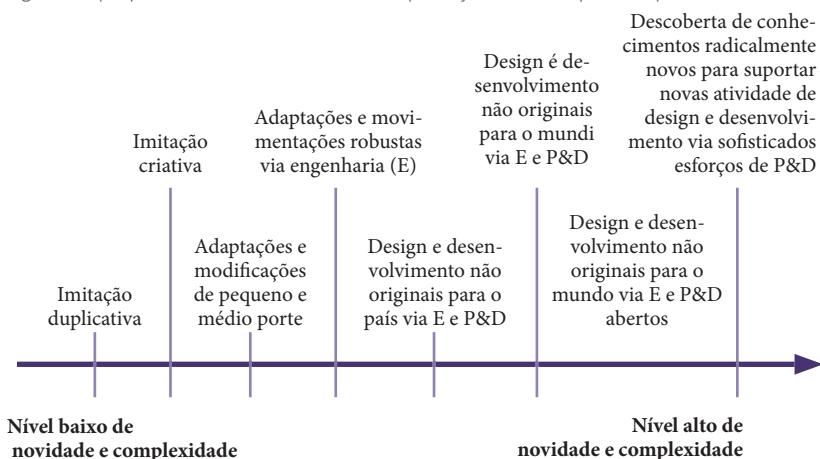 Imitação
duplicativa
Imitação
criativa
Adaptações e
modificações
de pequeno e
médio porte
Adaptações e movi-
mentações robustas
via engenharia (E)
Design e desen-
volvimento não
originais para o
país via E e P&D
Design é de-
senvolvimento
não originais
para o mundi
via E e P&D
Design e desen-
volvimento não
originais para o
mundo via E e P&D
abertos
Descoberta de conhe-
cimentos radicalmente
novos para suportar
novas atividade de
design e desenvolvi-
mento via sofisticados
esforços de P&D
Nível baixo de
novidade e complexidade
Nível alto de
novidade e complexidade